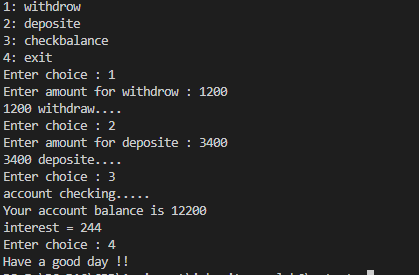 1: withdrow
2: deposite
3: checkbalance
4: exit
Enter choice : 1
Enter amount for withdrow : 1200
1200 withdraw....
Enter choice : 2
Enter amount for deposite : 3400
3400 deposite....
Enter choice : 3
account checking.....
Your account balance is 12200
interest = 244
Enter choice : 4
Have a good day !!